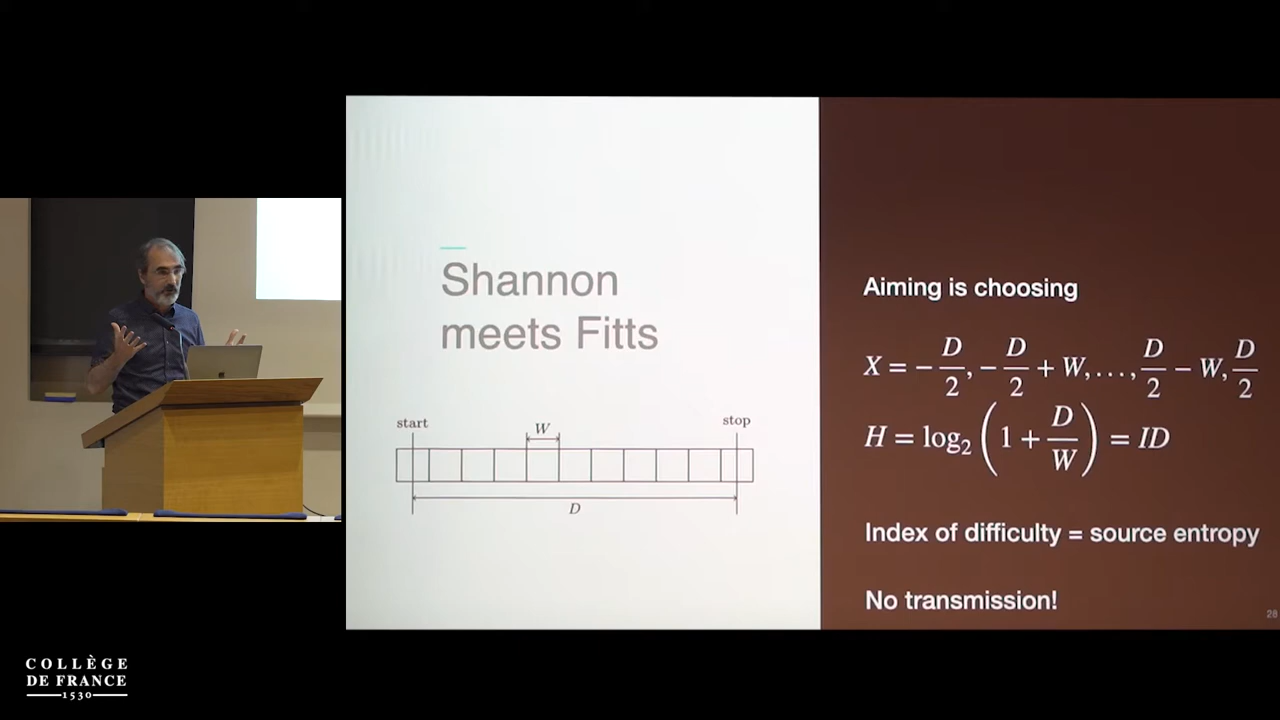 Shannon
meets Fitts
start
W
stop
D
Aiming is choosing
X = −D/2, −D/2 + W, …, D/2 − W, D/2
H = log₂(1 + D/W) = ID
Index of difficulty = source entropy
No transmission!
28
COLLÈGE
DE FRANCE
1530